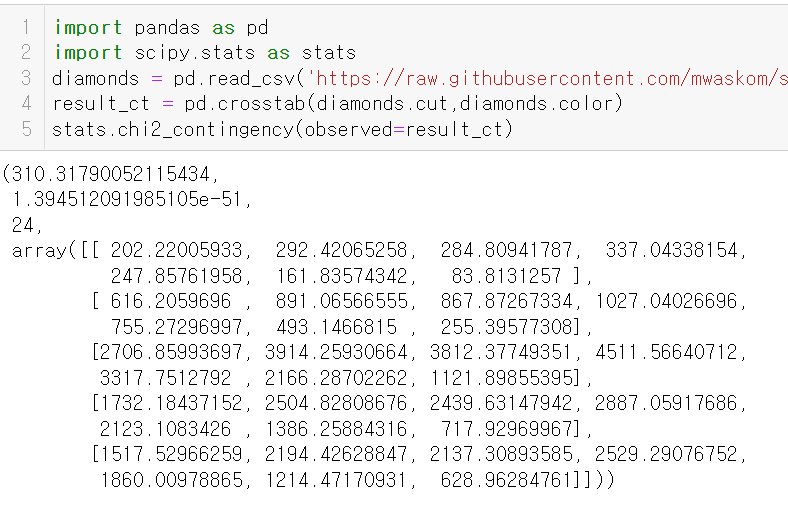 1 import pandas as pd
2 import scipy.stats as stats
3 diamonds = pd.read_csv('https://raw.githubusercontent.com/mwaskom/s
4 result_ct = pd.crosstab(diamonds.cut,diamonds.color)
5 stats.chi2_contingency(observed=result_ct)
(310.31790052115434,
1.394512091985105e-51,
24,
array([[ 202.22005933, 292.42065258, 284.80941787, 337.04338154,
247.85761958, 161.83574342, 83.8131257 ],
[ 616.2059696 , 891.06566555, 867.87267334, 1027.04026696,
755.27296997, 493.1466815 , 255.39577308],
[2706.85993697, 3914.25930664, 3812.37749351, 4511.56640712,
3317.7512792 , 2166.28702262, 1121.89855395],
[1732.18437152, 2504.82808676, 2439.63147942, 2887.05917686,
2123.1083426 , 1386.25884316, 717.92969967],
[1517.52966259, 2194.42628847, 2137.30893585, 2529.29076752,
1860.00978865, 1214.47170931, 628.96284761]]))